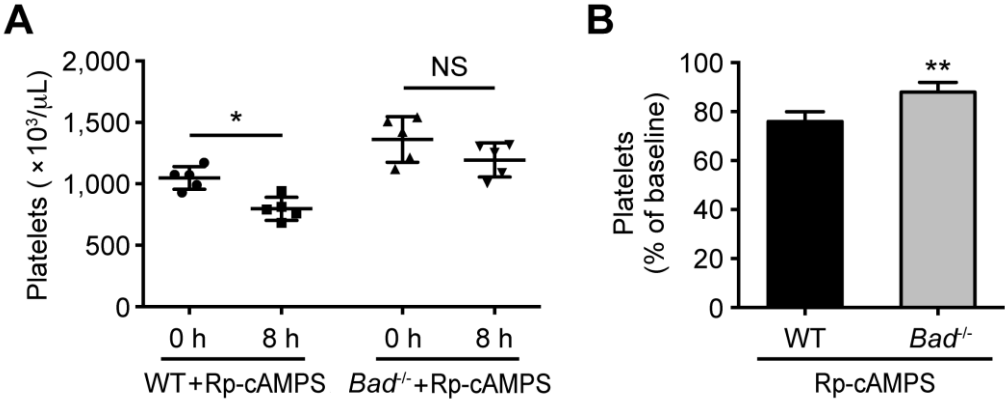 A
Platelets (×10³/μL)
2,000
1,500
1,000
500
0
*
NS
0 h
8 h
0 h
8 h
WT+Rp-cAMPS
Bad-/-+Rp-cAMPS
B
Platelets
(% of baseline)
100
80
60
40
20
0
**
WT
Bad-/-
Rp-cAMPS